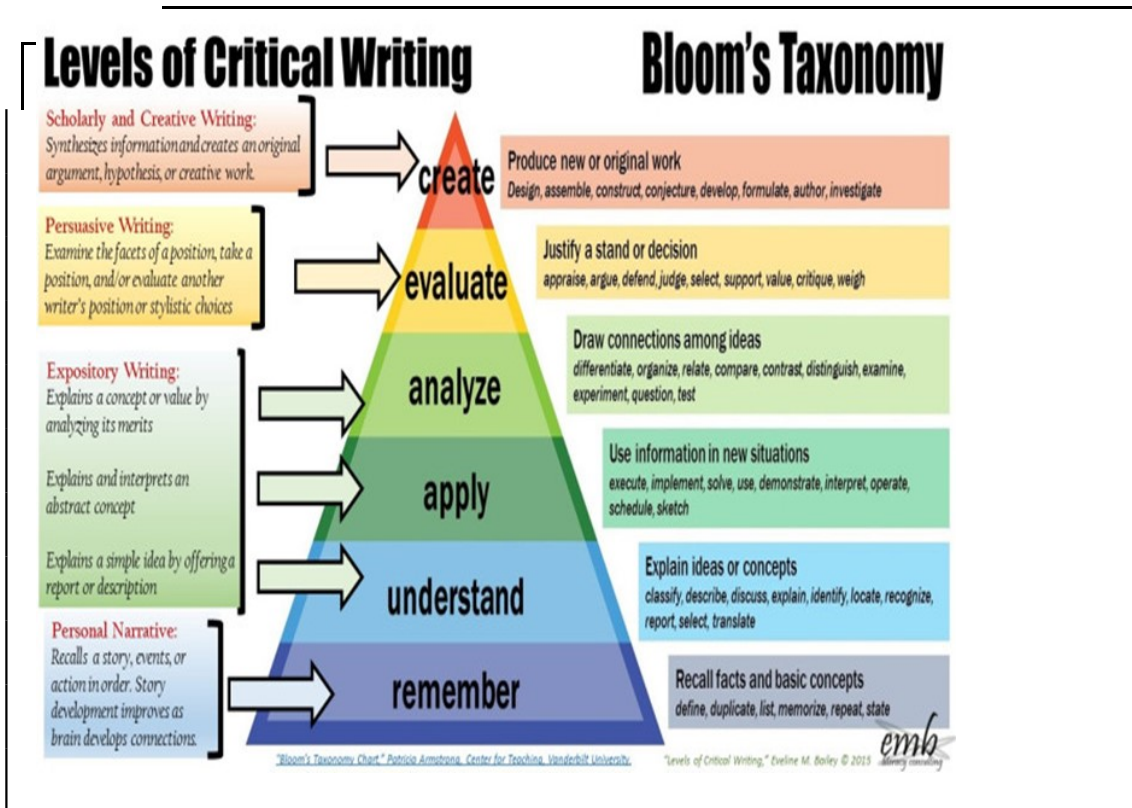 Levels of Critical Writing
Bloom's Taxonomy
Scholarly and Creative Writing:
Synthesizes information and creates an original
argument, hypothesis, or creative work.
Persuasive Writing:
Examine the facets of a position, take a
position, and/or evaluate another
writer's position or stylistic choices
Expository Writing:
Explains a concept or value by
analyzing its merits
Explains and interprets an
abstract concept
Explains a simple idea by offering a
report or description
Personal Narrative:
Recalls a story, events, or
action in order. Story
development improves as
brain develops connections.
create
evaluate
analyze
apply
understand
remember
Produce new or original work
Design, assemble, construct, conjecture, develop, formulate, author, investigate
Justify a stand or decision
appraise, argue, defend, judge, select, support, value, critique, weigh
Draw connections among ideas
differentiate, organize, relate, compare, contrast, distinguish, examine,
experiment, question, test
Use information in new situations
execute, implement, solve, use, demonstrate, interpret, operate,
schedule, sketch
Explain ideas or concepts
classify, describe, discuss, explain, identify, locate, recognize,
report, select, translate
Recall facts and basic concepts
define, duplicate, list, memorize, repeat, state
"Bloom's Taxonomy Chart," Patricia Armstrong, Center for Teaching, Vanderbilt University.
"Levels of Critical Writing," Eveline M. Bailey © 2015
emb
literacy consulting